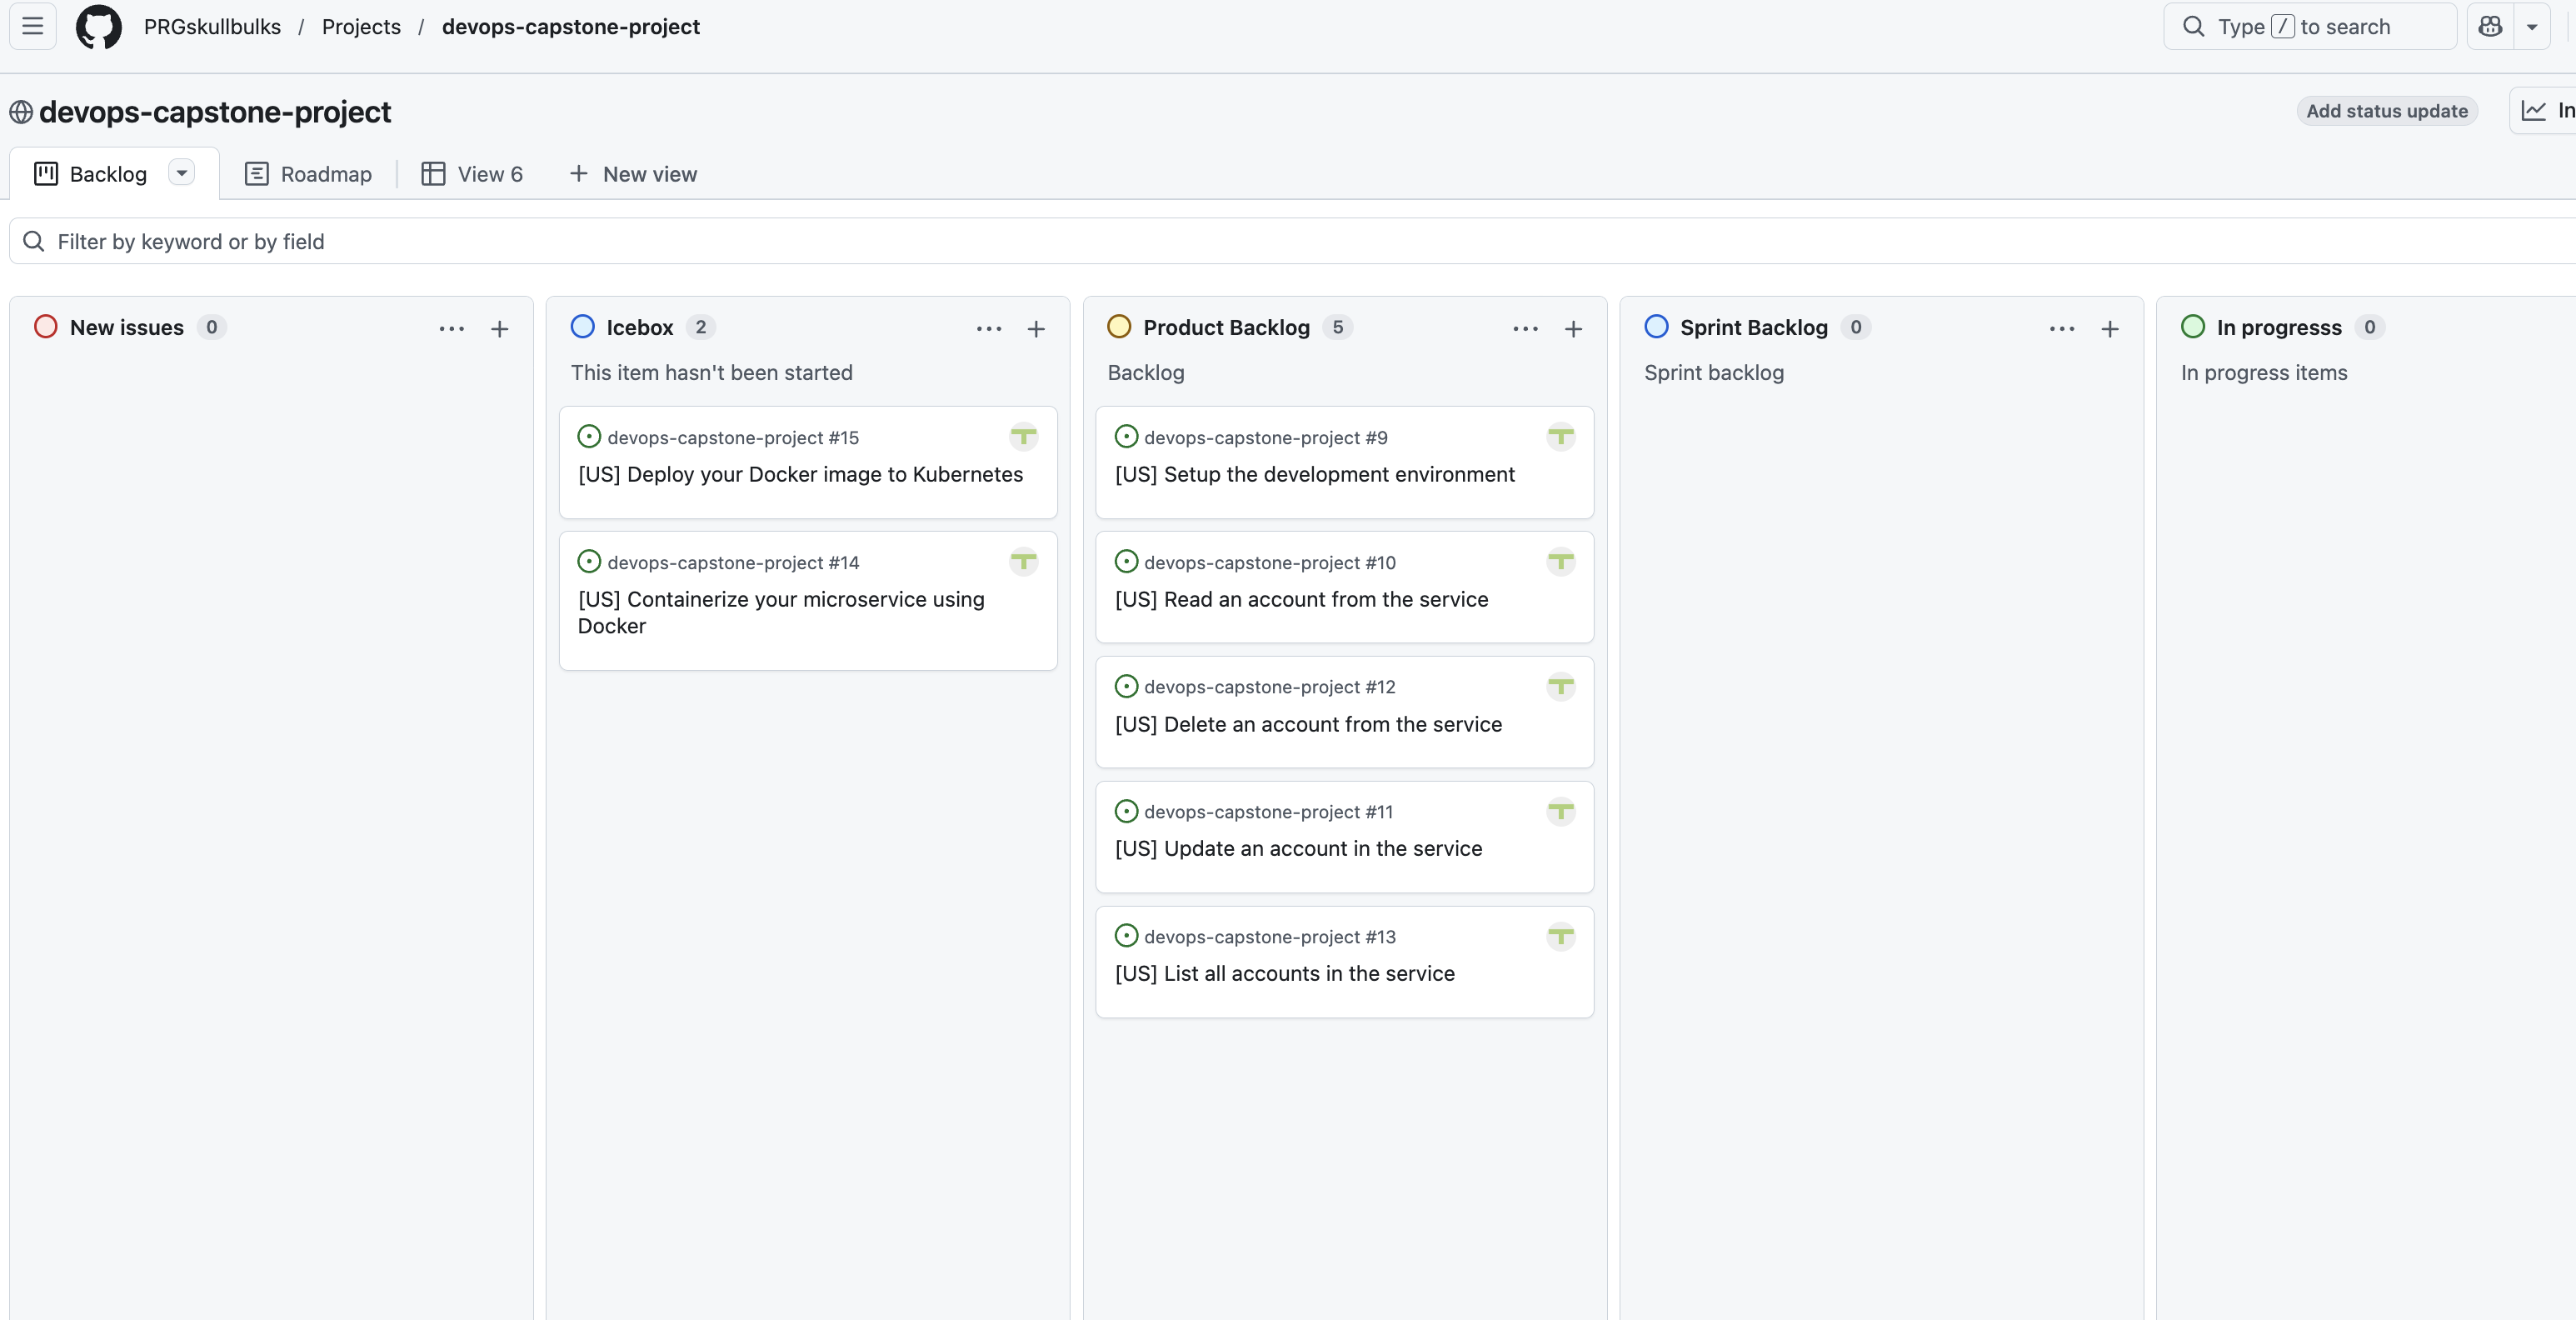 PRGskullbulks / Projects / devops-capstone-project
Type / to search
devops-capstone-project
Add status update
In
Backlog
Roadmap
View 6
+ New view
Filter by keyword or by field
New issues 0
Icebox 2
This item hasn't been started
devops-capstone-project #15
[US] Deploy your Docker image to Kubernetes
devops-capstone-project #14
[US] Containerize your microservice using
Docker
Product Backlog 5
Backlog
devops-capstone-project #9
[US] Setup the development environment
devops-capstone-project #10
[US] Read an account from the service
devops-capstone-project #12
[US] Delete an account from the service
devops-capstone-project #11
[US] Update an account in the service
devops-capstone-project #13
[US] List all accounts in the service
Sprint Backlog 0
Sprint backlog
In progresss 0
In progress items